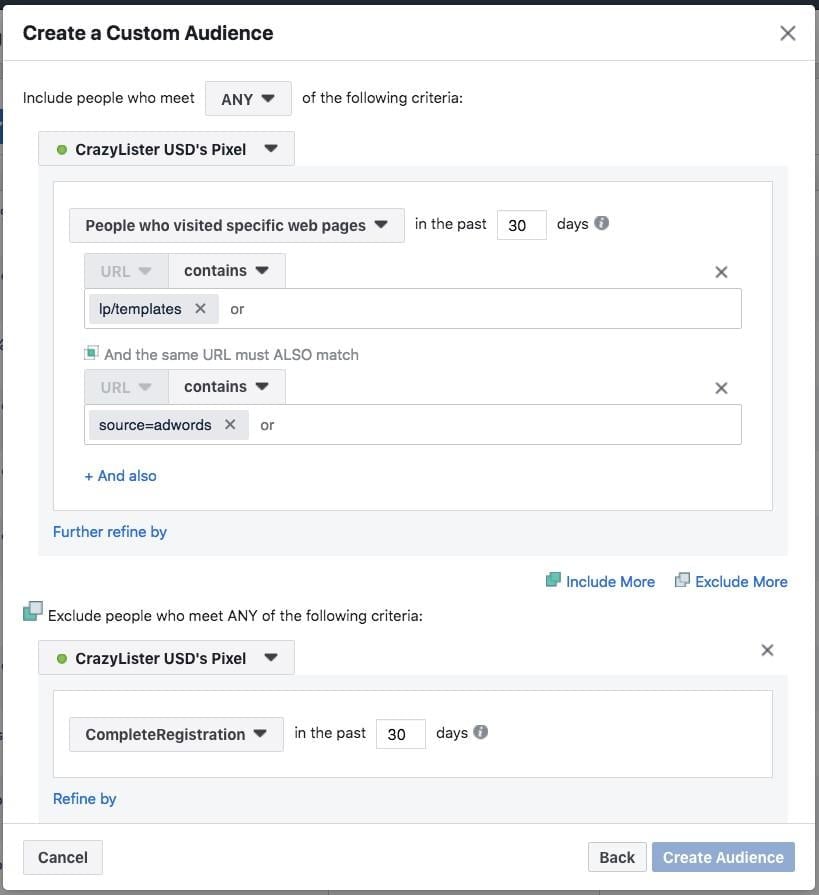 Create a Custom Audience
Include people who meet ANY of the following criteria:
CrazyLister USD's Pixel
People who visited specific web pages in the past 30 days
URL contains
lp/templates or
And the same URL must ALSO match
URL contains
source=adwords or
+ And also
Further refine by
Include More Exclude More
Exclude people who meet ANY of the following criteria:
CrazyLister USD's Pixel
CompleteRegistration in the past 30 days
Refine by
Cancel Back Create Audience